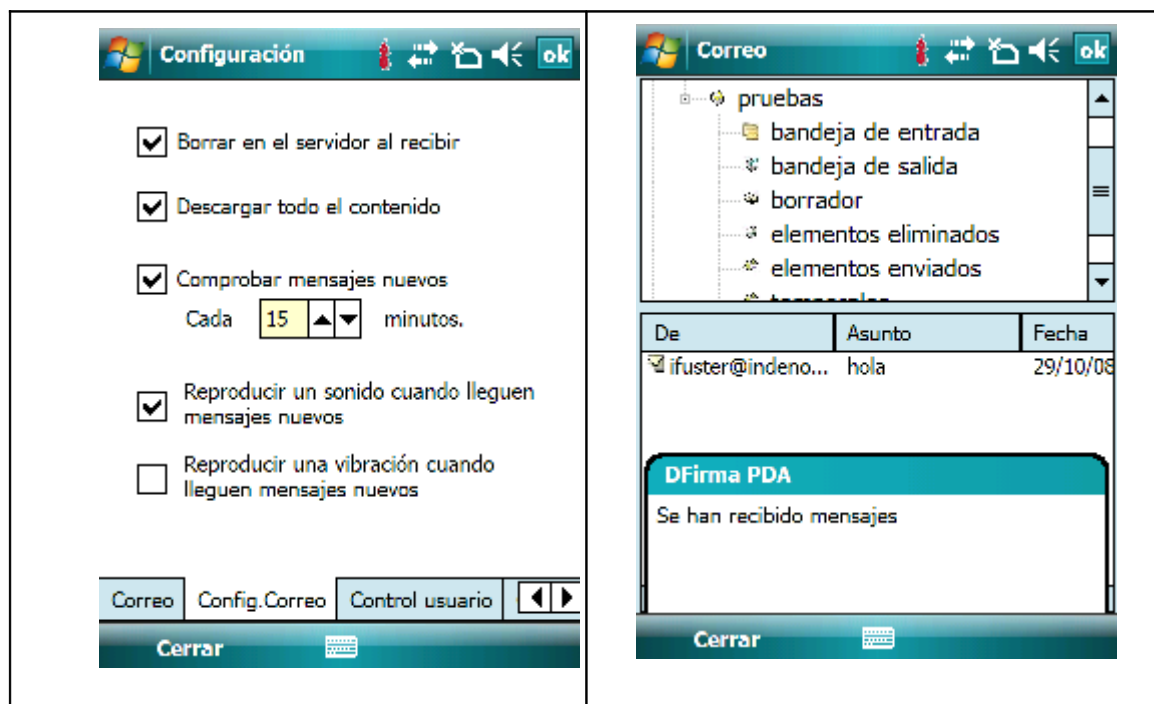 Configuración
ok
Borrar en el servidor al recibir
Descargar todo el contenido
Comprobar mensajes nuevos
Cada 15 minutos.
Reproducir un sonido cuando lleguen
mensajes nuevos
Reproducir una vibración cuando
lleguen mensajes nuevos
Correo Config.Correo Control usuario
Cerrar
Correo
ok
pruebas
bandeja de entrada
bandeja de salida
borrador
elementos eliminados
elementos enviados
De Asunto Fecha
ifuster@indeno... hola 29/10/08
DFirma PDA
Se han recibido mensajes
Cerrar